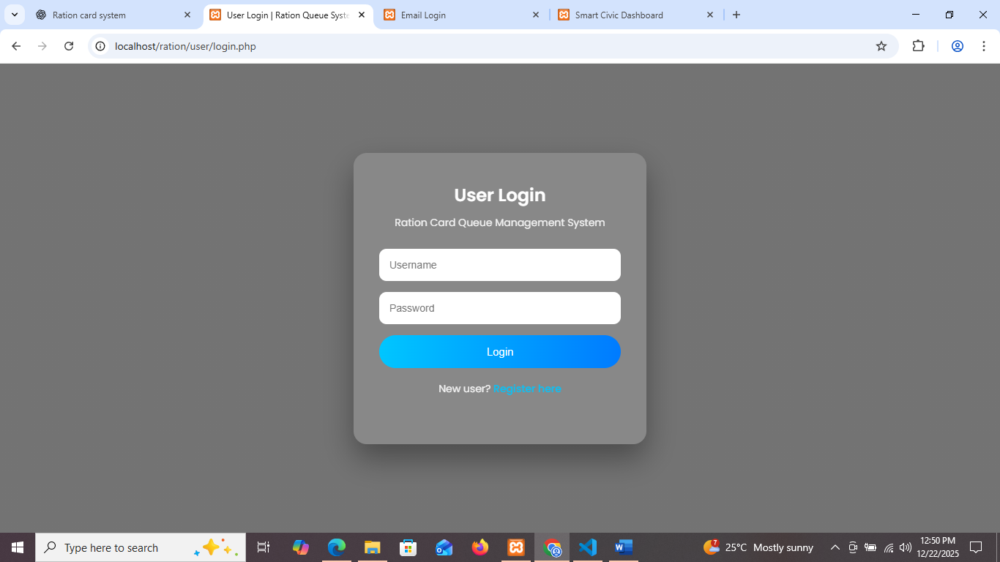 Ration card system
User Login | Ration Queue Syste
Email Login
Smart Civic Dashboard
localhost/ration/user/login.php
User Login
Ration Card Queue Management System
Username
Password
Login
New user? Register here
Type here to search
7
25°C Mostly sunny
12:50 PM
12/22/2025